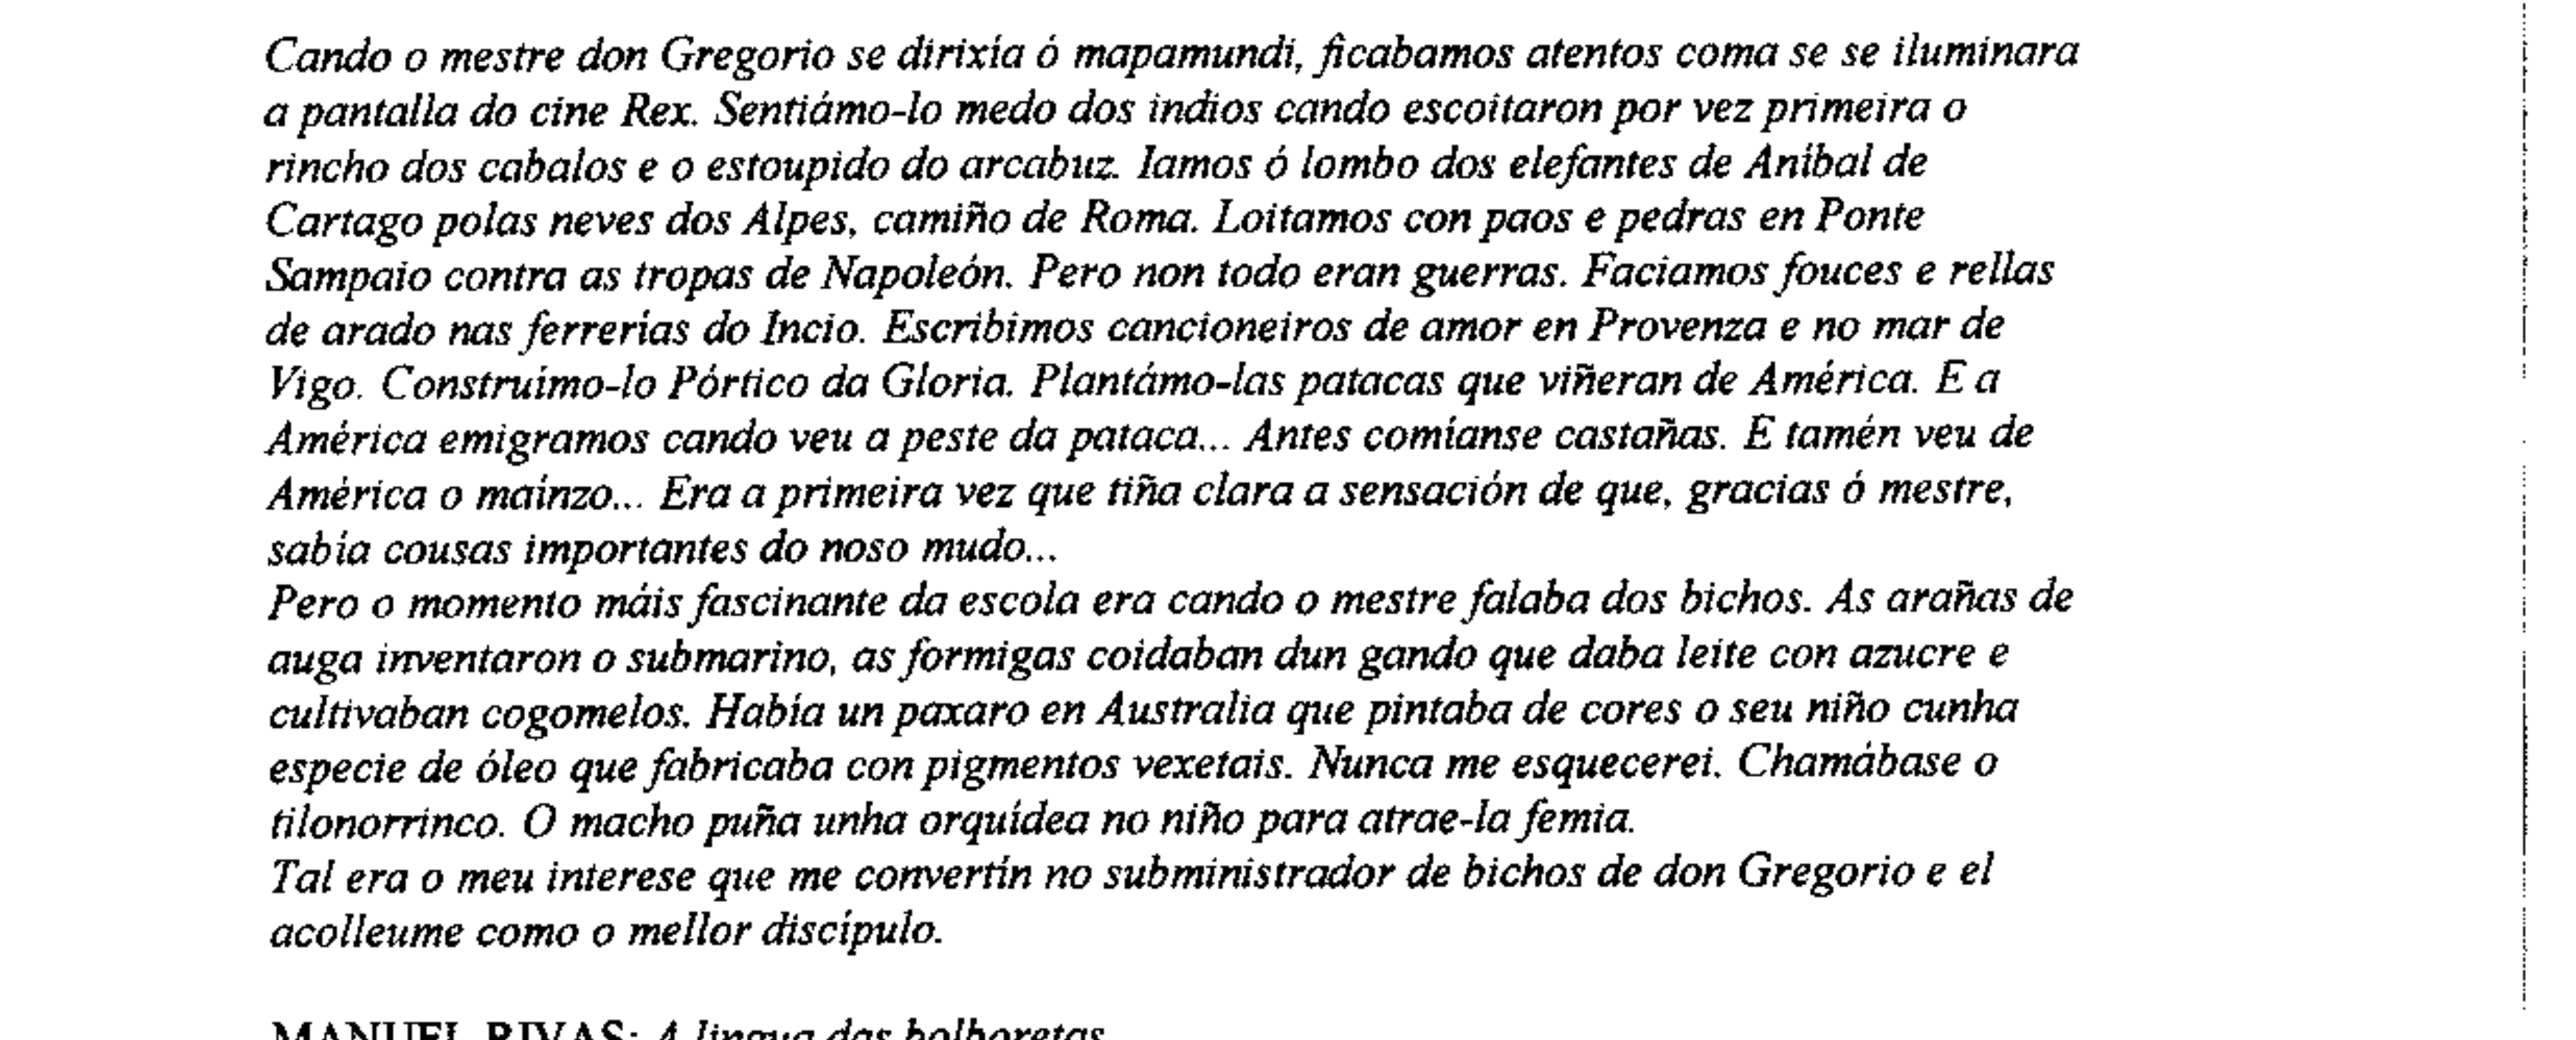 Cando o mestre don Gregorio se dirixía ó mapamundi, ficabamos atentos coma se se iluminara
a pantalla do cine Rex. Sentiámo-lo medo dos indios cando escoitaron por vez primeira o
rincho dos cabalos e o estoupido do arcabuz. Iamos ó lombo dos elefantes de Aníbal de
Cartago polas neves dos Alpes, camiño de Roma. Loitamos con paos e pedras en Ponte
Sampaio contra as tropas de Napoleón. Pero non todo eran guerras. Faciamos fouces e rellas
de arado nas ferrerías do Incio. Escribimos cancioneiros de amor en Provenza e no mar de
Vigo. Construímo-lo Pórtico da Gloria. Plantámo-las patacas que viñeran de América. E a
América emigramos cando veu a peste da pataca... Antes comíanse castañas. E tamén veu de
América o maínzo... Era a primeira vez que tiña clara a sensación de que, gracias ó mestre,
sabía cousas importantes do noso mudo...
Pero o momento máis fascinante da escola era cando o mestre falaba dos bichos. As arañas de
auga inventaron o submarino, as formigas coidaban dun gando que daba leite con azucre e
cultivaban cogomelos. Había un paxaro en Australia que pintaba de cores o seu niño cunha
especie de óleo que fabricaba con pigmentos vexetais. Nunca me esquecerei. Chamábase o
tilonorrinco. O macho puña unha orquídea no niño para atrae-la femia.
Tal era o meu interese que me convertín no subministrador de bichos de don Gregorio e el
acolleume como o mellor discípulo.
MANUEL RIVAS: A lingua das bolboretas